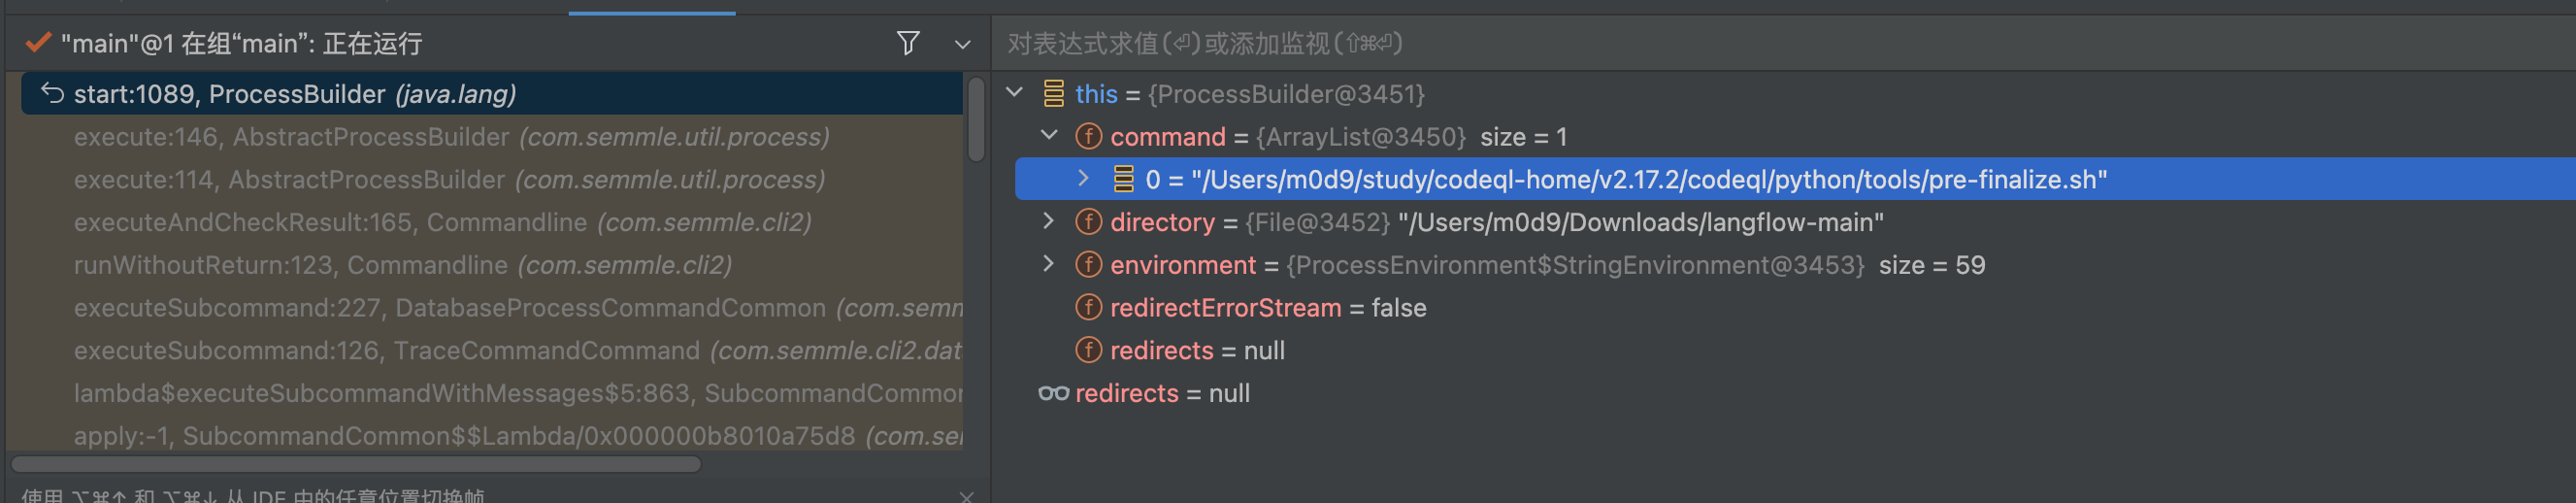 "main"@1 在组“main”: 正在运行
start:1089, ProcessBuilder (java.lang)
execute:146, AbstractProcessBuilder (com.semmle.util.process)
execute:114, AbstractProcessBuilder (com.semmle.util.process)
executeAndCheckResult:165, Commandline (com.semmle.cli2)
runWithoutReturn:123, Commandline (com.semmle.cli2)
executeSubcommand:227, DatabaseProcessCommandCommon (com.semm
executeSubcommand:126, TraceCommandCommand (com.semmle.cli2.dat
lambda$executeSubcommandWithMessages$5:863, SubcommandCommon
apply:-1, SubcommandCommon$$Lambda/0x000000b8010a75d8 (com.se
使用 ⌥⌘↑ 和 ⌥⌘↓ 从 IDE 中的任意位置切换帧
对表达式求值(⏎)或添加监视(⇧⌘⏎)
this = {ProcessBuilder@3451}
command = {ArrayList@3450} size = 1
0 = "/Users/m0d9/study/codeql-home/v2.17.2/codeql/python/tools/pre-finalize.sh"
directory = {File@3452} "/Users/m0d9/Downloads/langflow-main"
environment = {ProcessEnvironment$StringEnvironment@3453} size = 59
redirectErrorStream = false
redirects = null
redirects = null